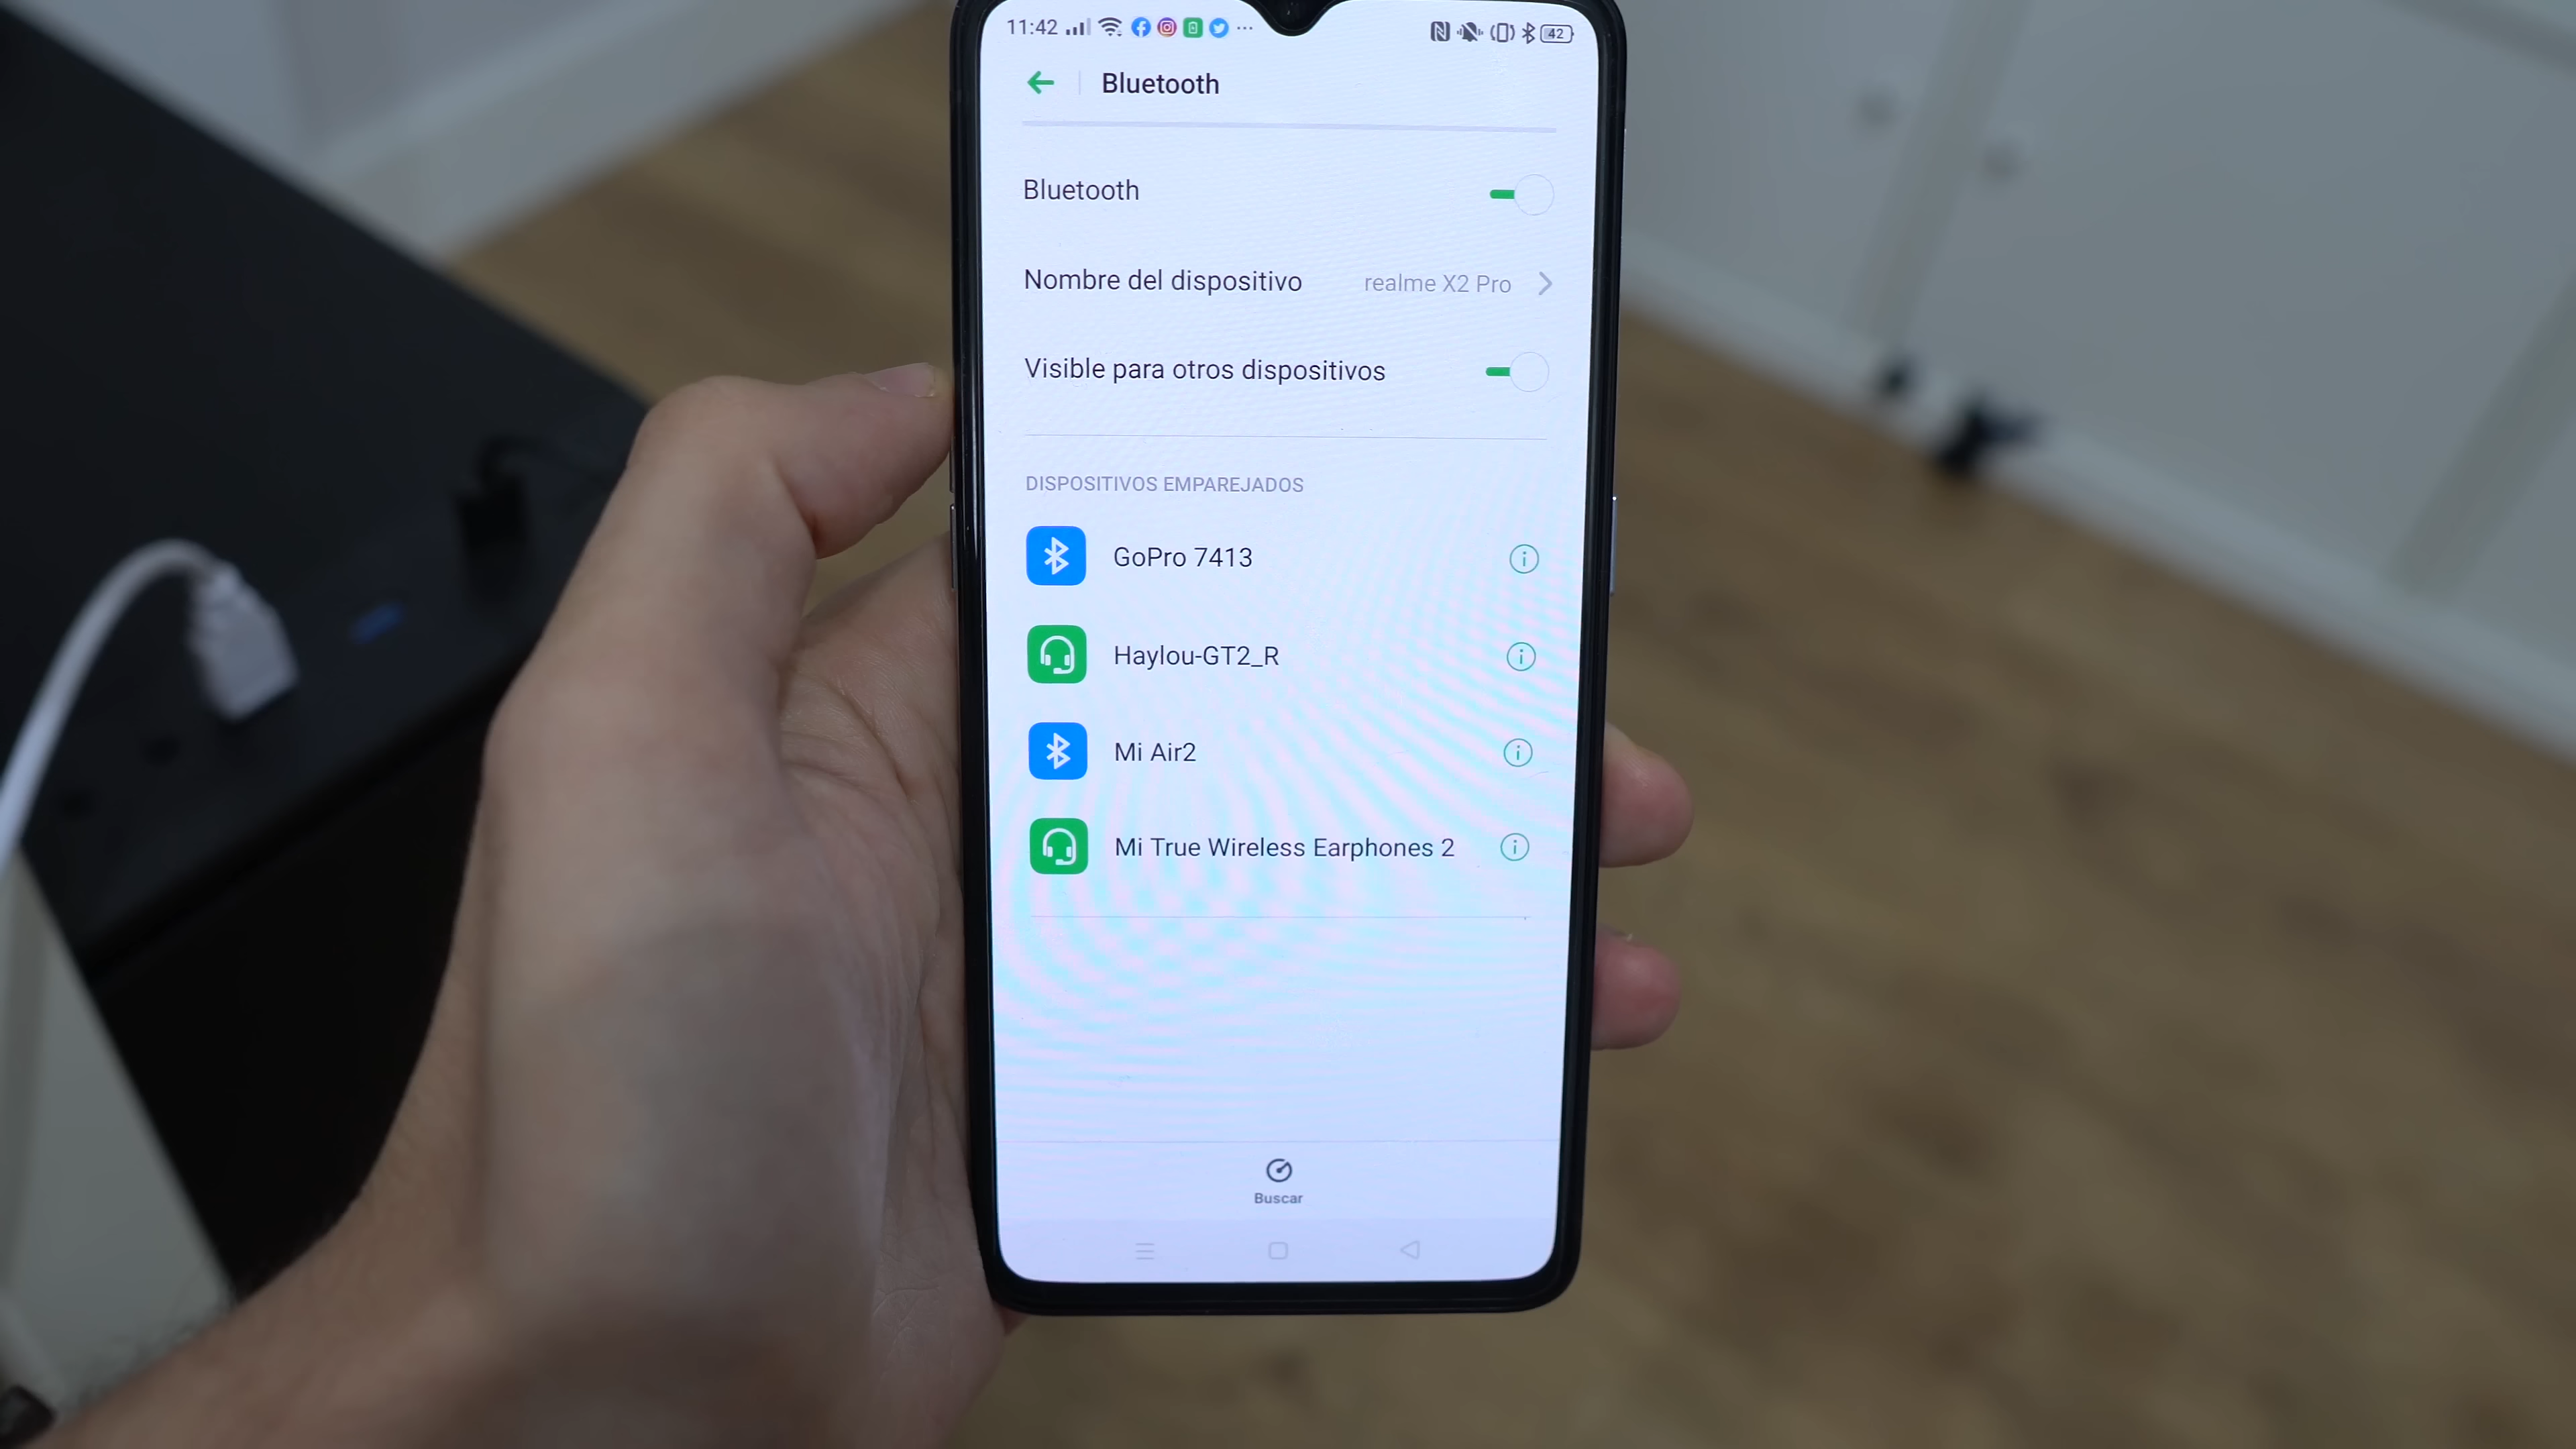 11:42
42
Bluetooth
Bluetooth
Nombre del dispositivo realme X2 Pro
Visible para otros dispositivos
DISPOSITIVOS EMPAREJADOS
GoPro 7413
Haylou-GT2_R
Mi Air2
Mi True Wireless Earphones 2
Buscar